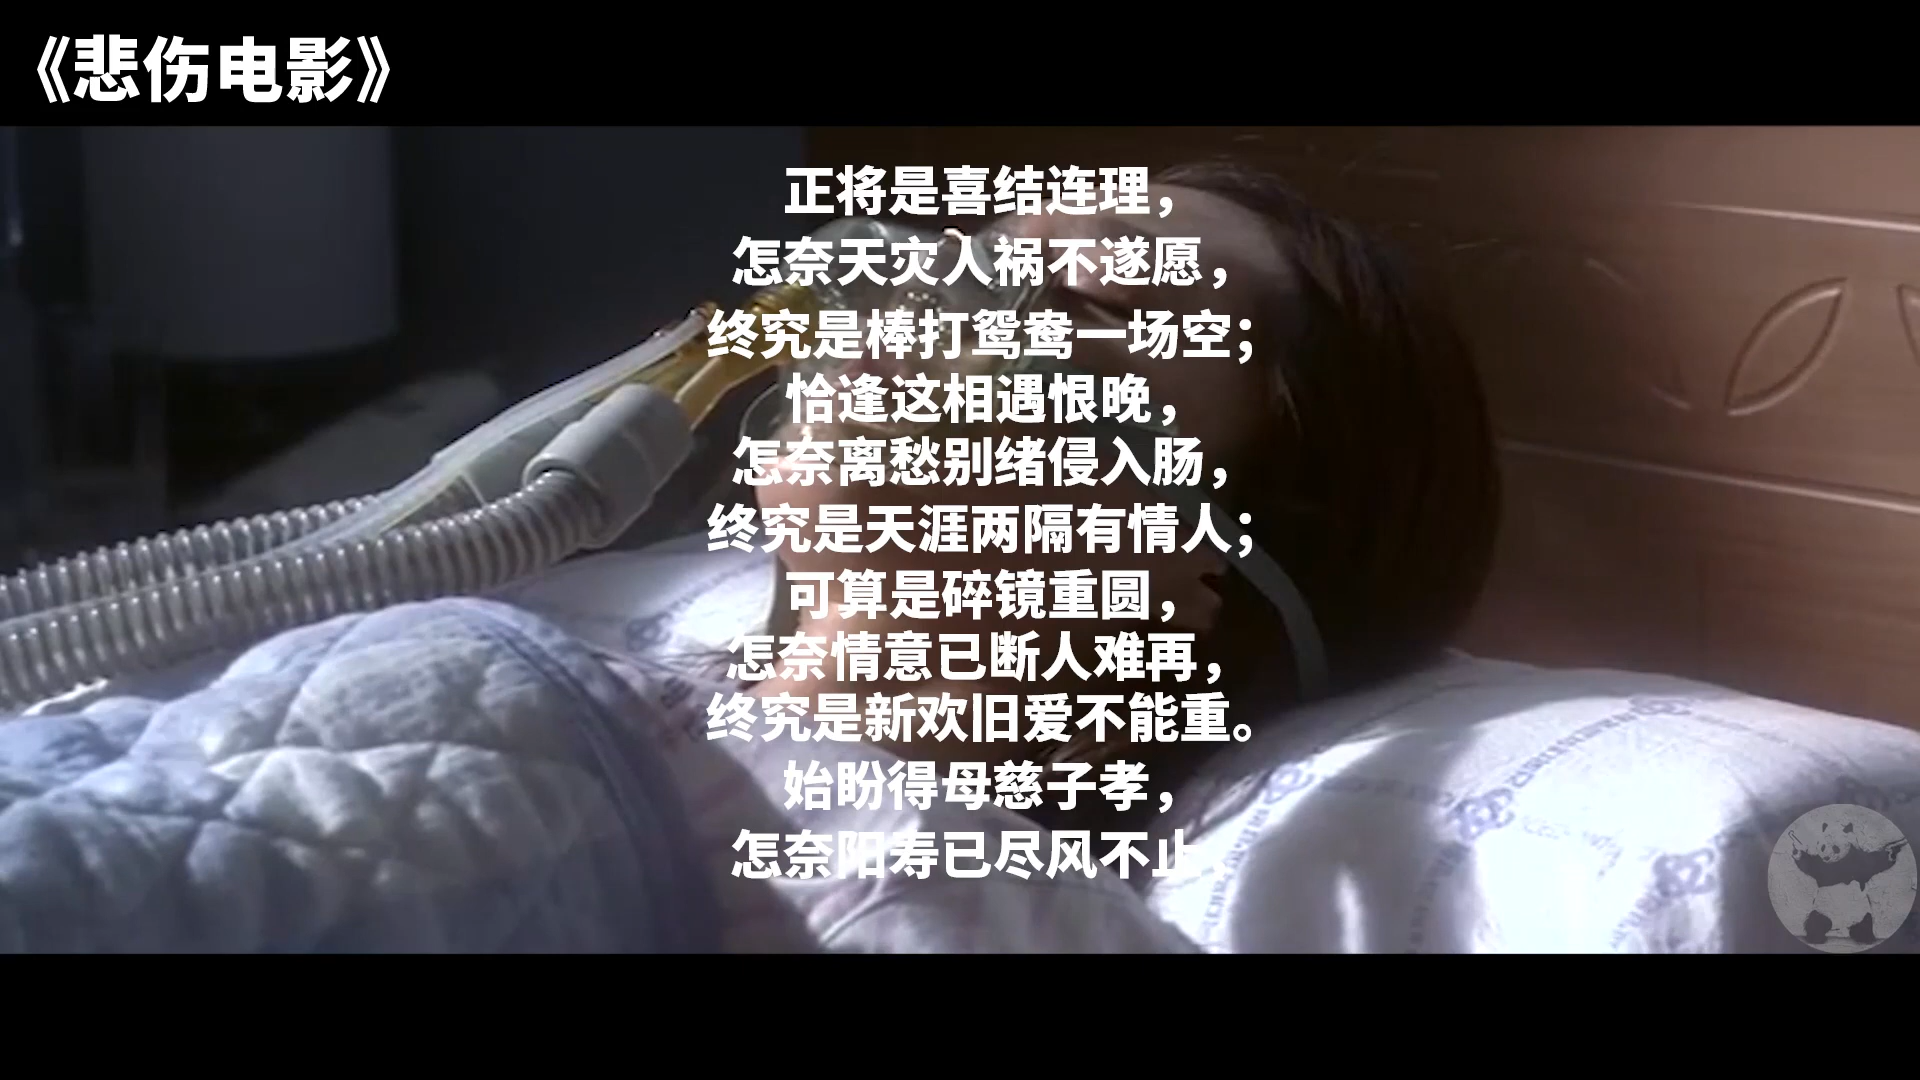 《悲伤电影》
正将是喜结连理，
怎奈天灾人祸不遂愿，
终究是棒打鸳鸯一场空；
恰逢这相遇恨晚，
怎奈离愁别绪侵入肠，
终究是天涯两隔有情人；
可算是碎镜重圆，
怎奈情意已断人难再，
终究是新欢旧爱不能重。
始盼得母慈子孝，
怎奈阳寿已尽风不止，